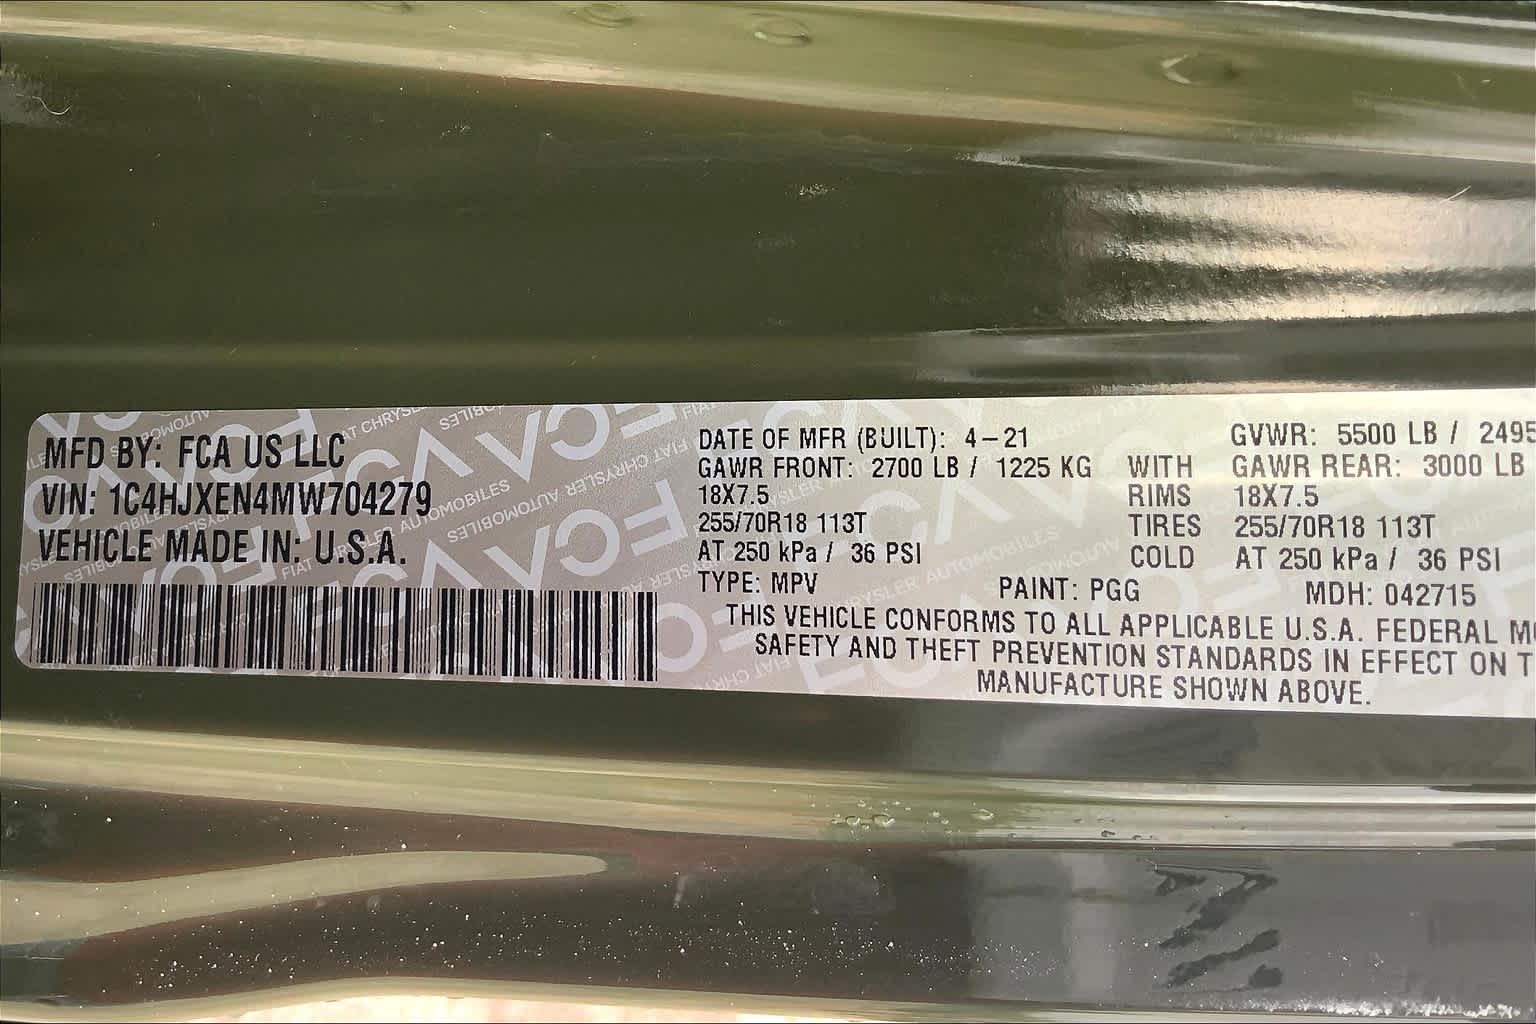 MFD BY: FCA US LLC
VIN: 1C4HJXEN4MW704279
VEHICLE MADE IN: U.S.A.
DATE OF MFR (BUILT): 4-21 GVWR: 5500 LB / 2495
GAWR FRONT: 2700 LB / 1225 KG WITH GAWR REAR: 3000 LB
18X7.5 RIMS 18X7.5
255/70R18 113T TIRES 255/70R18 113T
AT 250 kPa / 36 PSI COLD AT 250 kPa / 36 PSI
TYPE: MPV PAINT: PGG MDH: 042715
THIS VEHICLE CONFORMS TO ALL APPLICABLE U.S.A. FEDERAL
SAFETY AND THEFT PREVENTION STANDARDS IN EFFECT ON
MANUFACTURE SHOWN ABOVE.